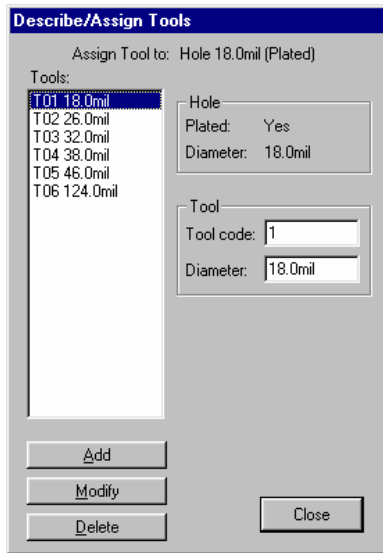 Describe/Assign Tools
Assign Tool to: Hole 18.0mil (Plated)
Tools:
T01 18.0mil
T02 26.0mil
T03 32.0mil
T04 38.0mil
T05 46.0mil
T06 124.0mil
Hole
Plated: Yes
Diameter: 18.0mil
Tool
Tool code: 1
Diameter: 18.0mil
Add
Modify
Delete
Close